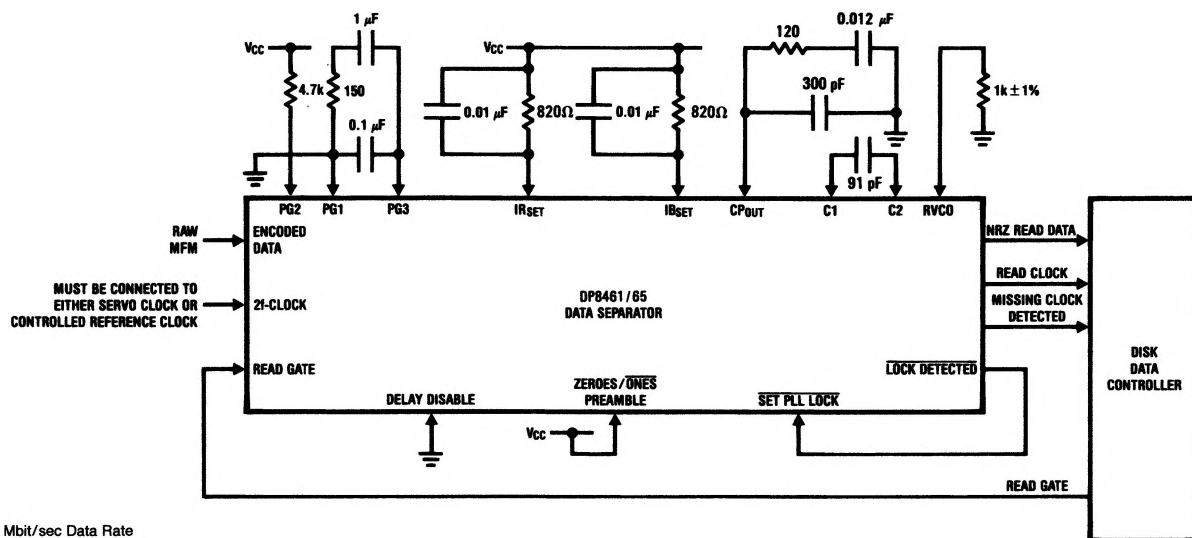 1 µF
120
0.012 µF
VCC
VCC
4.7k
150
0.01 µF
820Ω
0.01 µF
820Ω
300 pF
1k ± 1%
0.1 µF
91 pF
PG2
PG1
PG3
IRSET
IBSET
CPOUT
C1
C2
RVCO
RAW
MFM
ENCODED
DATA
NRZ READ DATA
MUST BE CONNECTED TO
EITHER SERVO CLOCK OR
CONTROLLED REFERENCE CLOCK
2f-CLOCK
DP8461/65
DATA SEPARATOR
READ CLOCK
MISSING CLOCK
DETECTED
DISK
DATA
CONTROLLER
READ GATE
LOCK DETECTED
DELAY DISABLE
ZEROES/ONES
PREAMBLE
SET PLL LOCK
VCC
READ GATE
Mbit/sec Data Rate